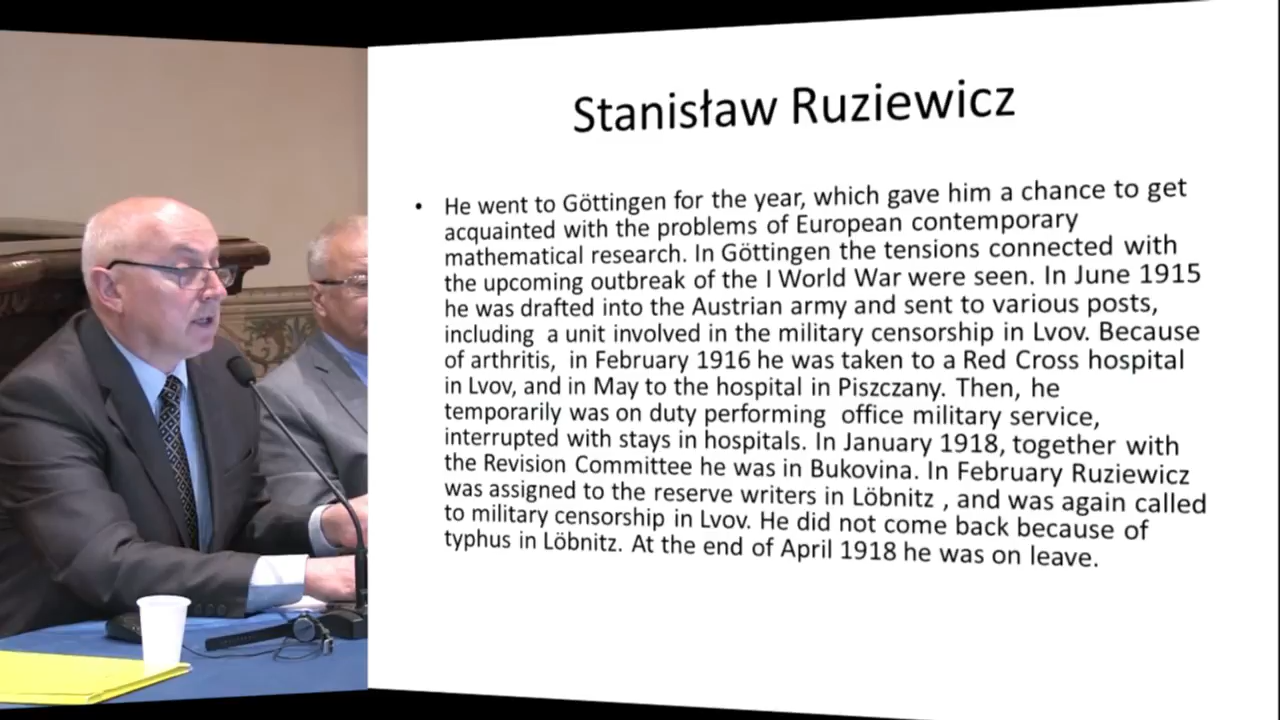 Stanisław Ruziewicz
• He went to Göttingen for the year, which gave him a chance to get
acquainted with the problems of European contemporary
mathematical research. In Göttingen the tensions connected with
the upcoming outbreak of the I World War were seen. In June 1915
he was drafted into the Austrian army and sent to various posts,
including a unit involved in the military censorship in Lvov. Because
of arthritis, in February 1916 he was taken to a Red Cross hospital
in Lvov, and in May to the hospital in Piszczany. Then, he
temporarily was on duty performing office military service,
interrupted with stays in hospitals. In January 1918, together with
the Revision Committee he was in Bukovina. In February Ruziewicz
was assigned to the reserve writers in Löbnitz , and was again called
to military censorship in Lvov. He did not come back because of
typhus in Löbnitz. At the end of April 1918 he was on leave.